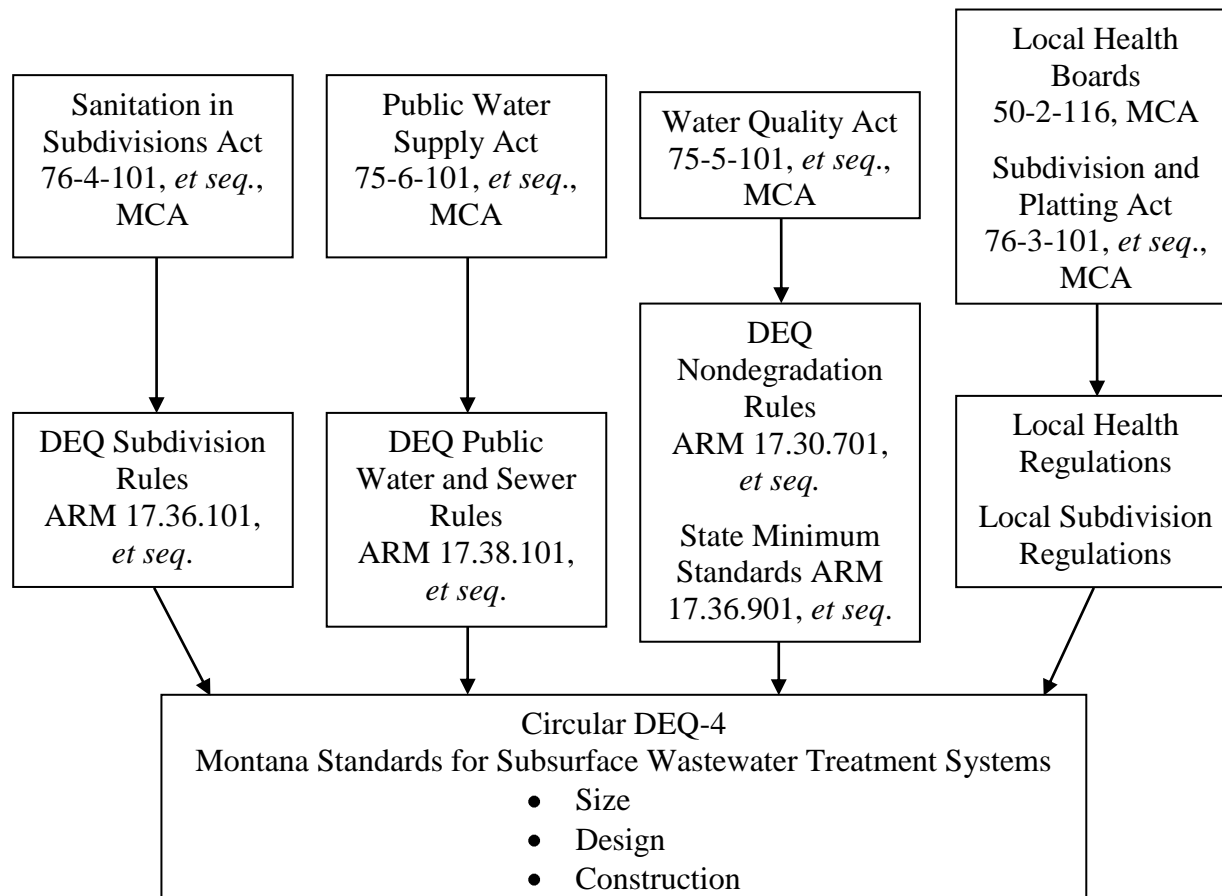 Sanitation in
Subdivisions Act
76-4-101, et seq.,
MCA
Public Water
Supply Act
75-6-101, et seq.,
MCA
Water Quality Act
75-5-101, et seq.,
MCA
Local Health
Boards
50-2-116, MCA
Subdivision and
Platting Act
76-3-101, et seq.,
MCA
DEQ Subdivision
Rules
ARM 17.36.101,
et seq.
DEQ Public
Water and Sewer
Rules
ARM 17.38.101,
et seq.
DEQ
Nondegradation
Rules
ARM 17.30.701,
et seq.
State Minimum
Standards ARM
17.36.901, et seq.
Local Health
Regulations
Local Subdivision
Regulations
Circular DEQ-4
Montana Standards for Subsurface Wastewater Treatment Systems
• Size
• Design
• Construction